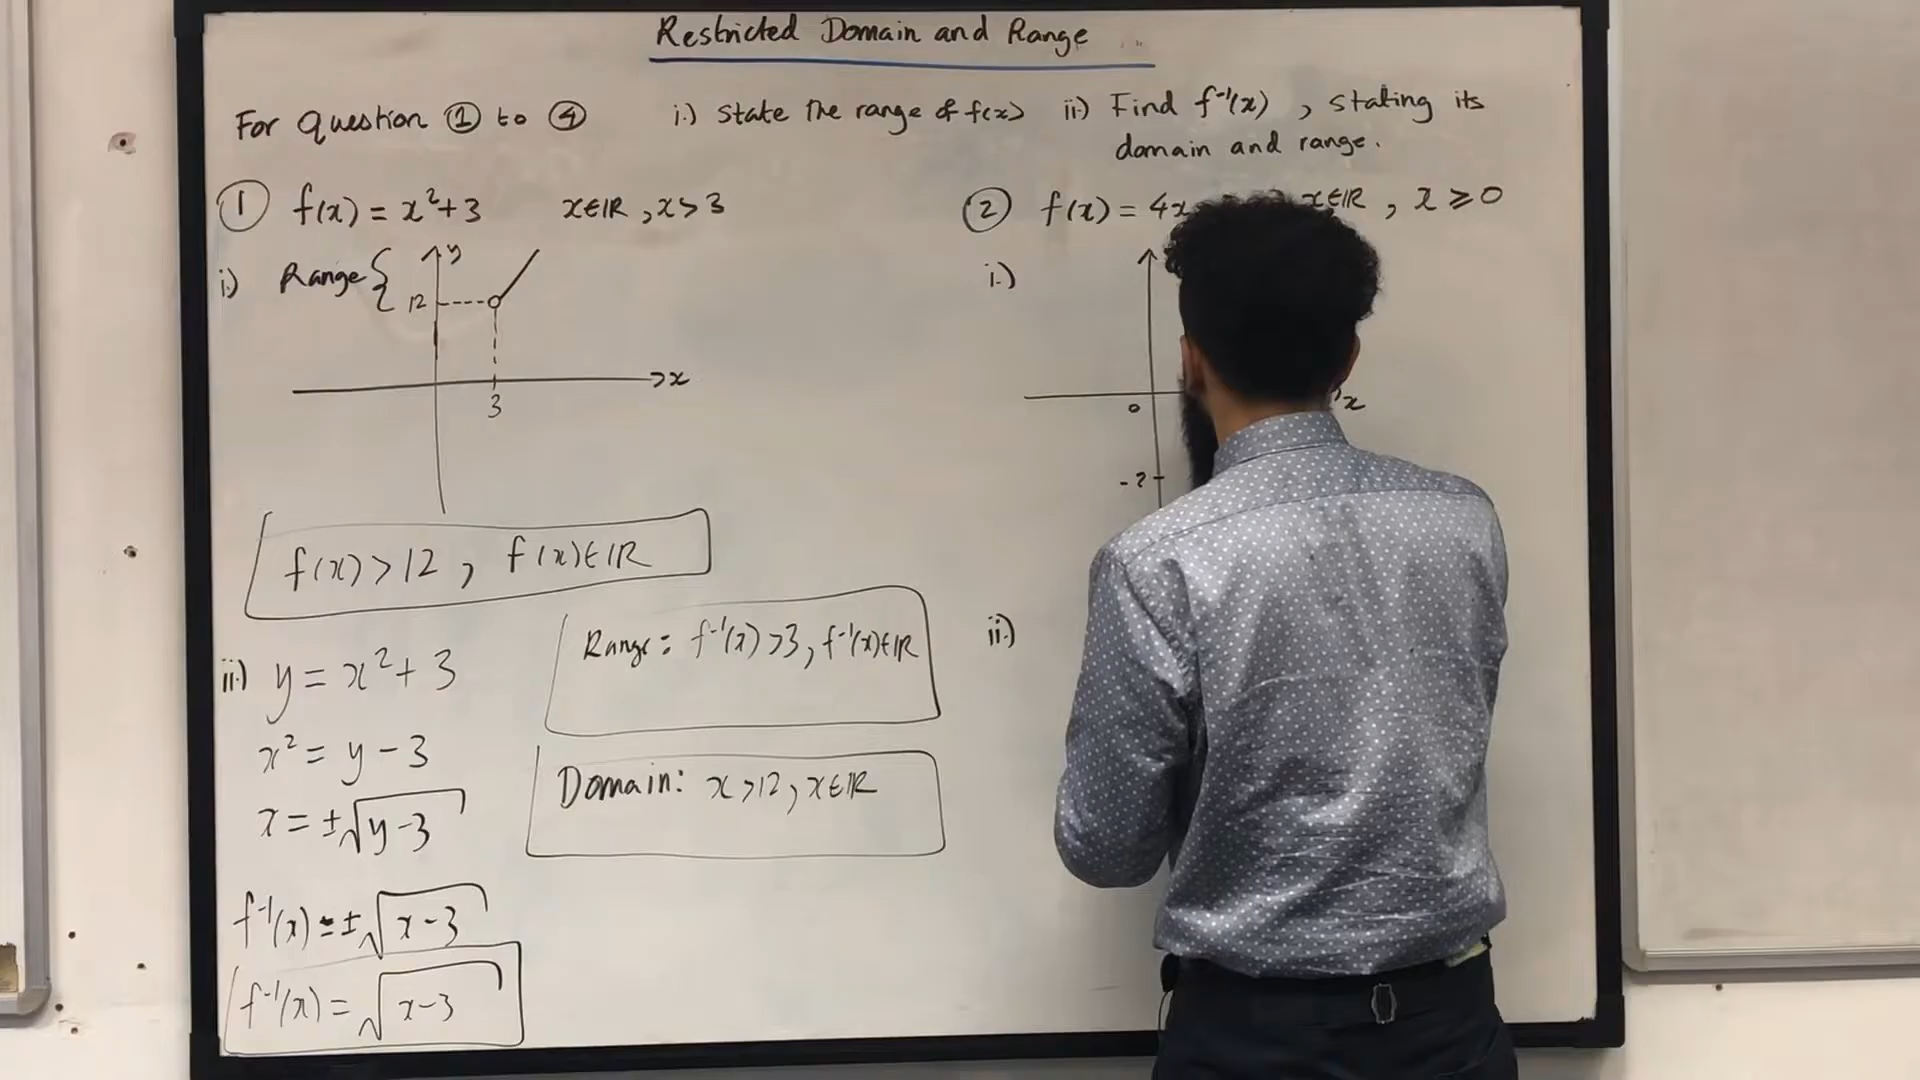 Restricted Domain and Range
For Question ① to ④ i.) State the range of f(x) ii) Find f⁻¹(x) , stating its
domain and range.
① f(x) = x²+3 x∈ℝ , x>3
i.) Range { 12 y
x
3
f(x) > 12 , f(x)∈ℝ
ii.) y = x² + 3
x² = y - 3
x = ±√y-3
f⁻¹(x) = ±√x-3
f⁻¹(x) = √x-3
Range: f⁻¹(x) >3, f⁻¹(x)∈ℝ
Domain: x >12, x∈ℝ
② f(x) = 4x x∈ℝ , x ≥ 0
i.)
0 x
-2
ii.)